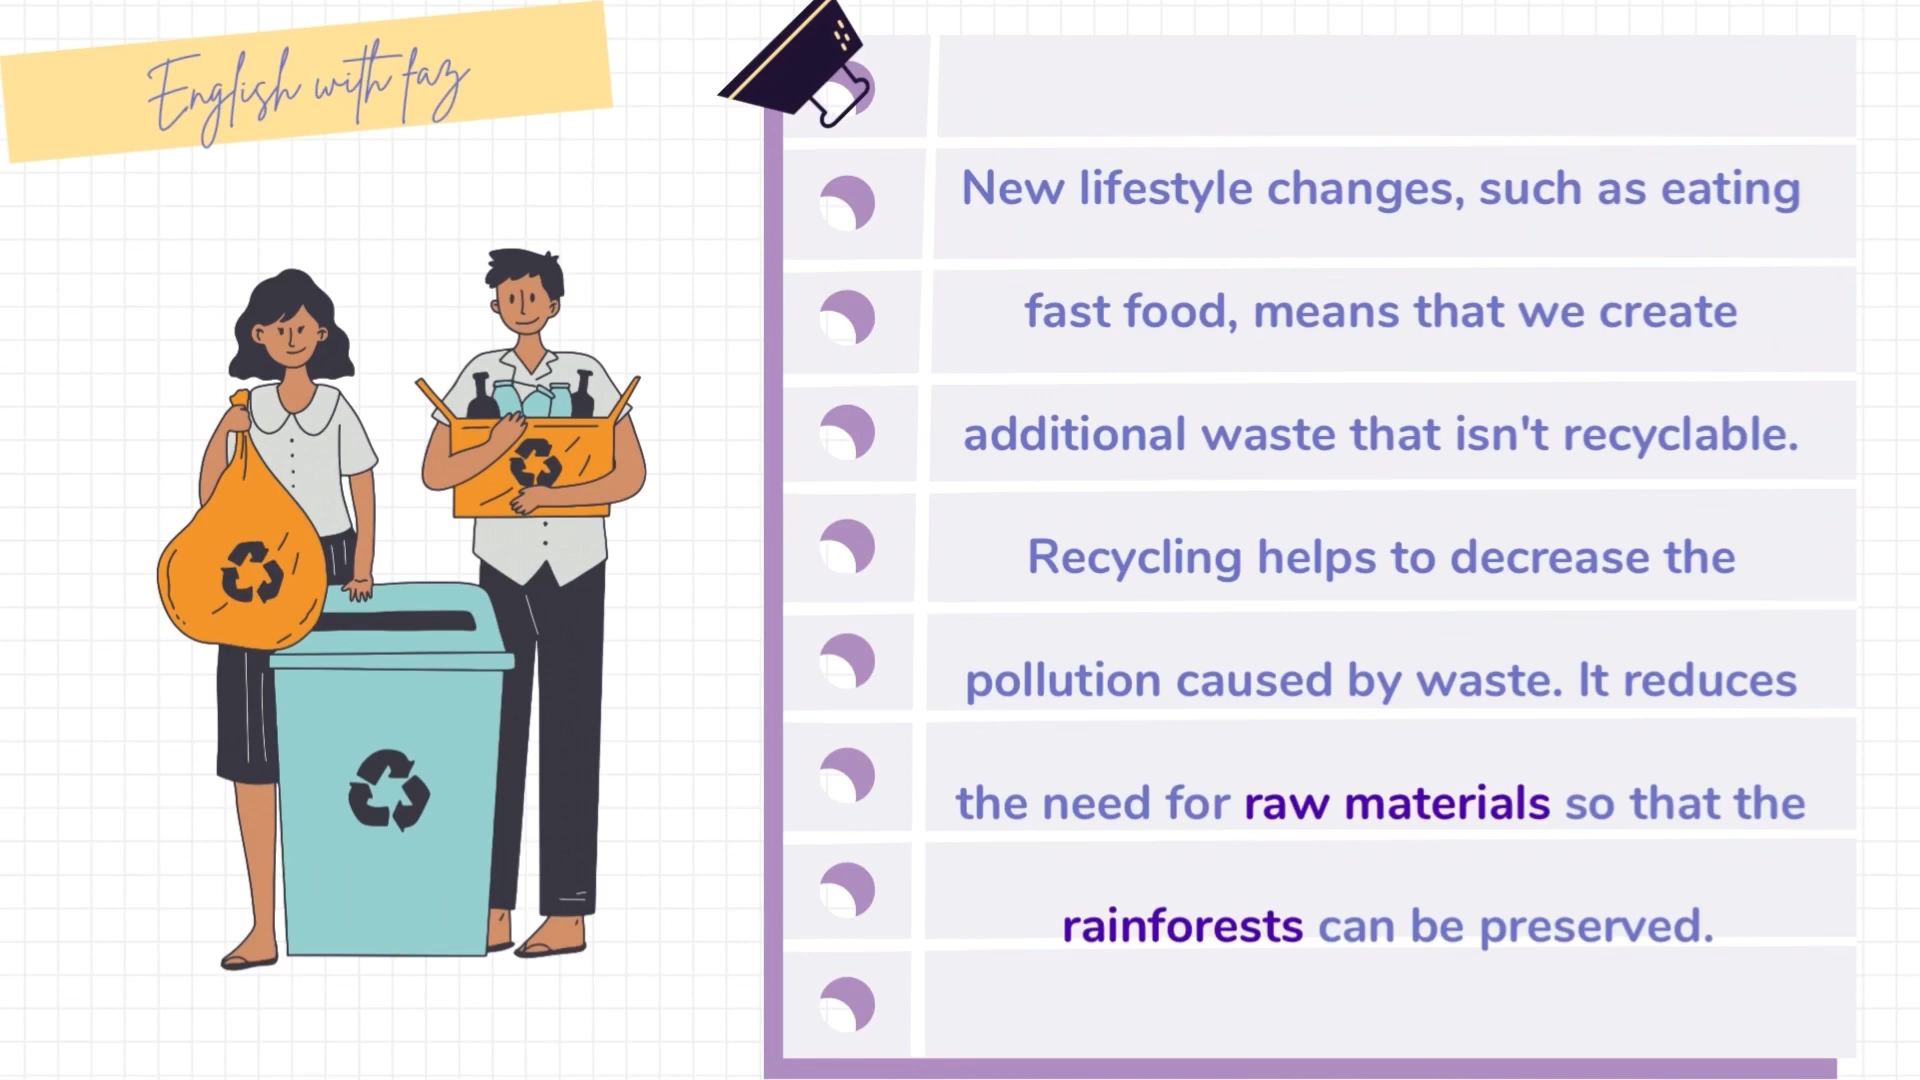 English with faz
New lifestyle changes, such as eating
fast food, means that we create
additional waste that isn't recyclable.
Recycling helps to decrease the
pollution caused by waste. It reduces
the need for raw materials so that the
rainforests can be preserved.